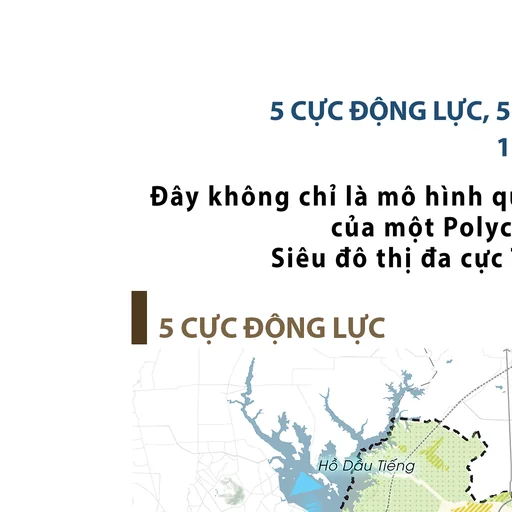 5 CỰC ĐỘNG LỰC, 5
1
Đây không chỉ là mô hình
của một
Siêu đô thị đa cực
5 CỰC ĐỘNG LỰC
Hồ Dầu Tiếng